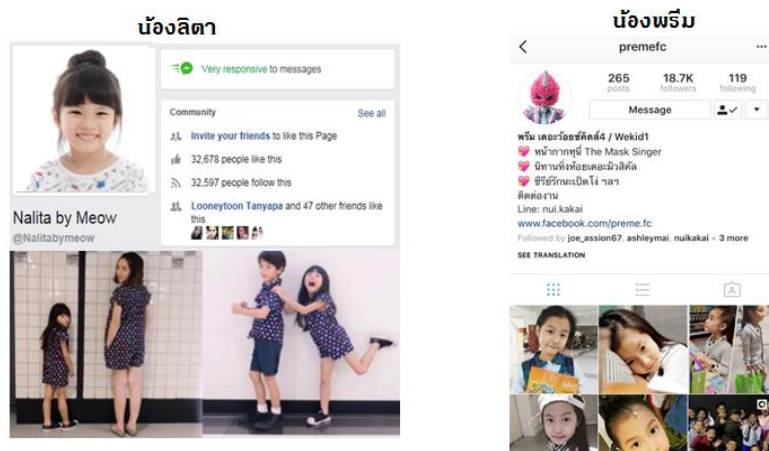 น้องลิตา
Very responsive to messages
Community
See all
Invite your friends to like this Page
32,678 people like this
32,597 people follow this
Looneytoon Tanyapa and 47 other friends like
this
Nalita by Meow
@Nalitabymeow
น้องพรีม
premefc
265 18.7K 119
posts followers following
Message
พรีม เดอะว้อยซ์คิดส์4 / Wekid1
หน้ากากทุนี่ The Mask Singer
นิทานหิ่งห้อยเดอะมิวสิคัล
ซีรีย์รักนะเป็ดโง่ ฯลฯ
ติดต่องาน
Line: nui.kakai
www.facebook.com/preme.fc
Followed by joe_assion67, ashleymai, nuikakai + 3 more
SEE TRANSLATION